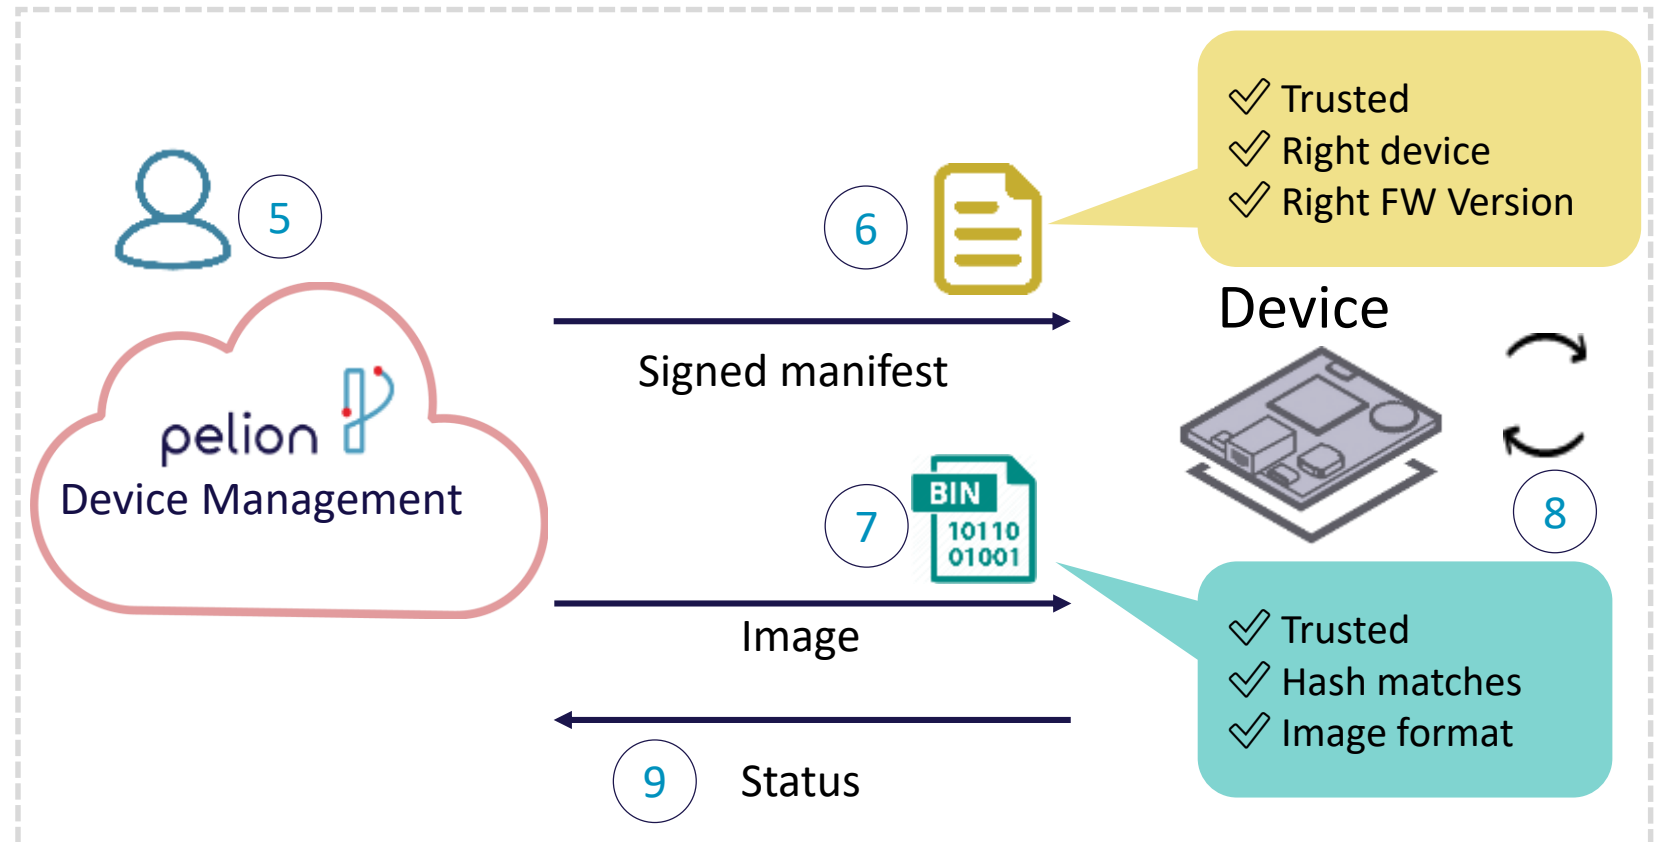 ✓ Trusted
✓ Right device
✓ Right FW Version
5
6
Device
Signed manifest
pelion
Device Management
7
BIN
10110
01001
8
Image
✓ Trusted
✓ Hash matches
✓ Image format
9
Status